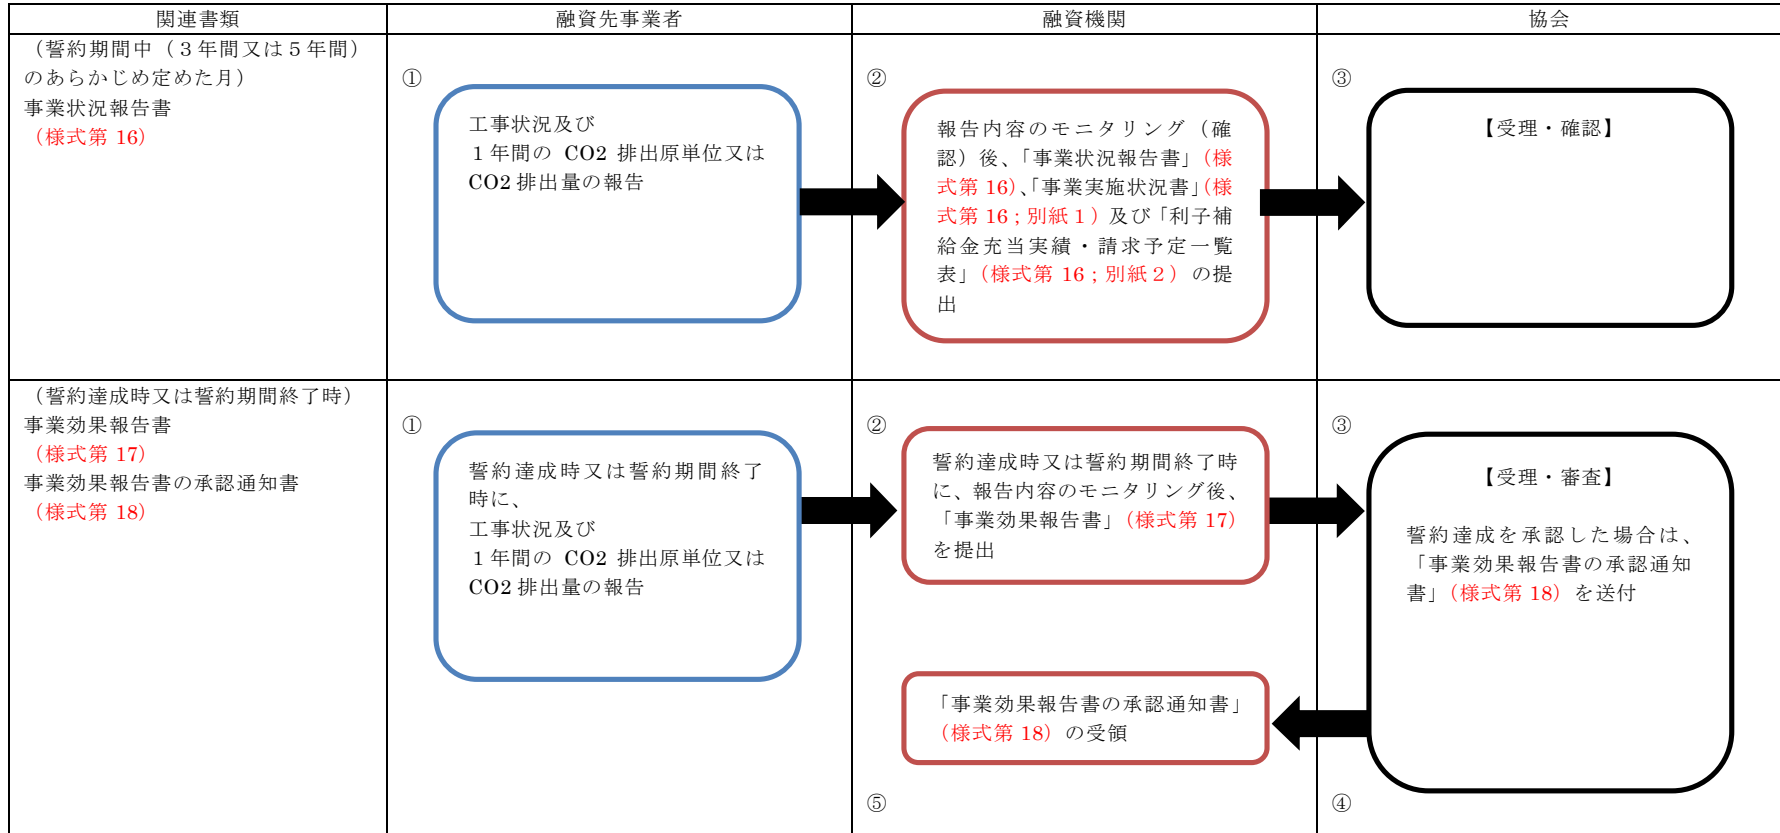 関連書類
融資先事業者
融資機関
協会
（誓約期間中（３年間又は５年間）
のあらかじめ定めた月）
事業状況報告書
（様式第 16）
①
工事状況及び
１年間の CO2 排出原単位又は
CO2 排出量の報告
②
報告内容のモニタリング（確
認）後、「事業状況報告書」（様
式第 16）、「事業実施状況書」（様
式第 16；別紙１）及び「利子補
給金充当実績・請求予定一覧
表」（様式第 16；別紙２）の提
出
③
【受理・確認】
（誓約達成時又は誓約期間終了時）
事業効果報告書
（様式第 17）
事業効果報告書の承認通知書
（様式第 18）
①
誓約達成時又は誓約期間終了
時に、
工事状況及び
１年間の CO2 排出原単位又は
CO2 排出量の報告
②
誓約達成時又は誓約期間終了時
に、報告内容のモニタリング後、
「事業効果報告書」（様式第 17）
を提出
③
【受理・審査】
誓約達成を承認した場合は、
「事業効果報告書の承認通知
書」（様式第 18）を送付
「事業効果報告書の承認通知書」
（様式第 18）の受領
⑤
④